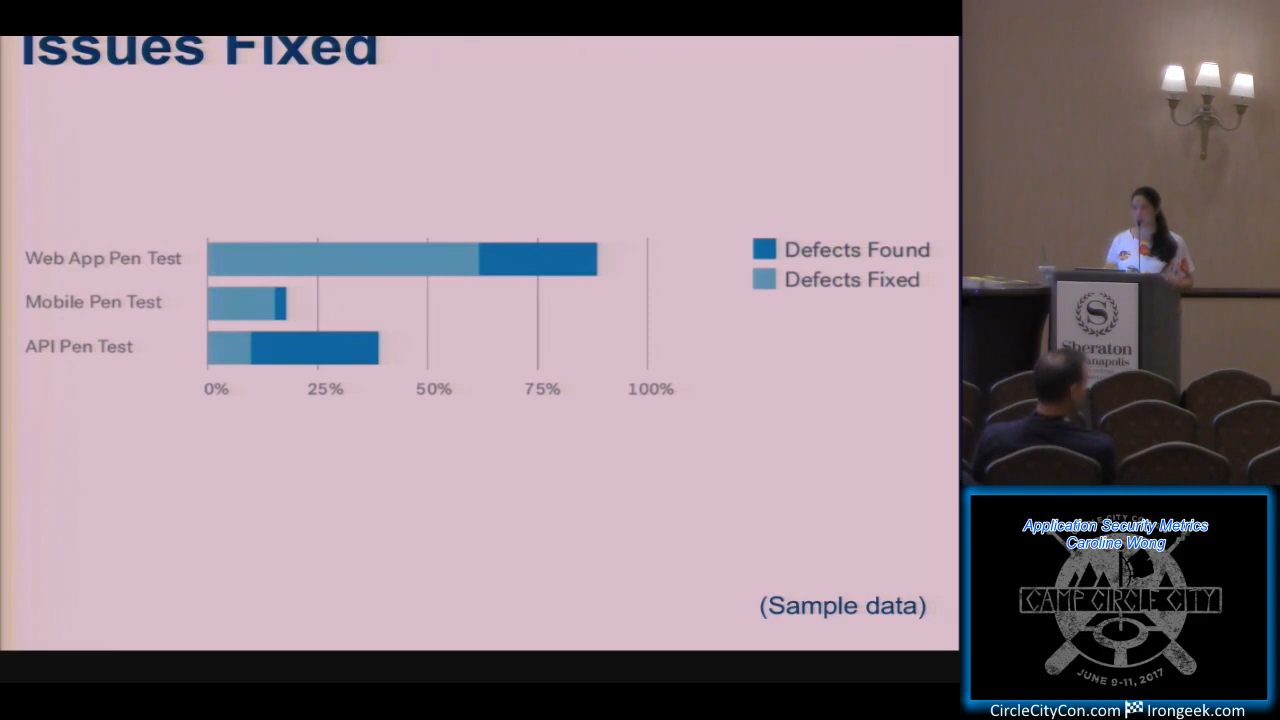 Issues Fixed
Web App Pen Test
Mobile Pen Test
API Pen Test
0% 25% 50% 75% 100%
Defects Found
Defects Fixed
(Sample data)
S
Sheraton
Application Security Metrics
Caroline Wong
CAMP CIRCLE CITY
JUNE 9-11, 2017
CircleCityCon.com Irongeek.com